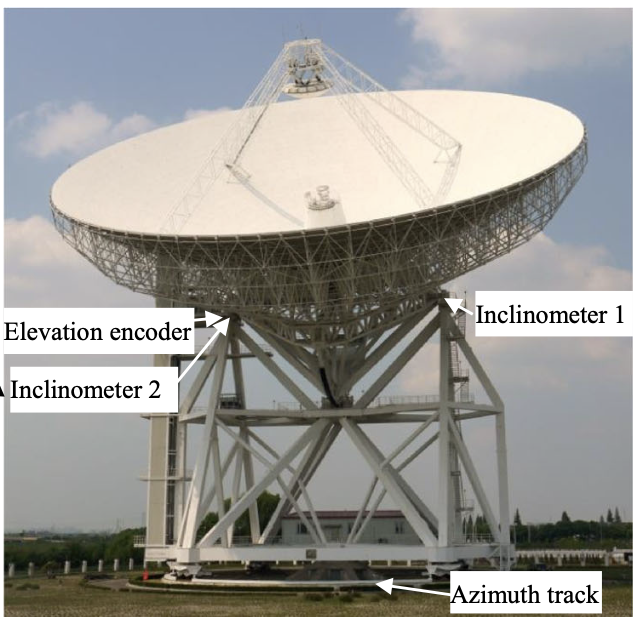 Inclinometer 1
Elevation encoder
Inclinometer 2
Azimuth track